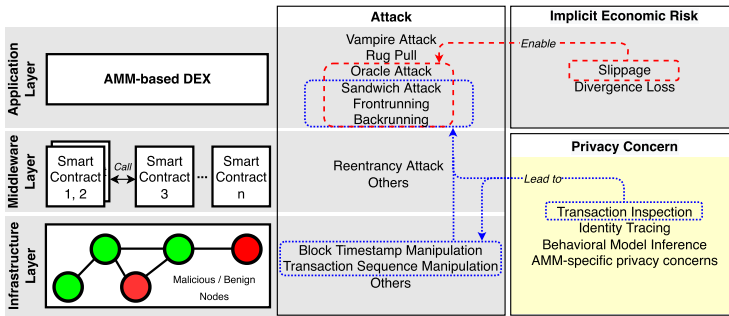 Attack
Implicit Economic Risk
Application
Layer
AMM-based DEX
Vampire Attack
Rug Pull
Oracle Attack
Sandwich Attack
Frontrunning
Backrunning
Enable
Slippage
Divergence Loss
Middleware
Layer
Smart
Contract
1, 2
Call
Smart
Contract
3
...
Smart
Contract
n
Reentrancy Attack
Others
Privacy Concern
Lead to
Transaction Inspection
Identity Tracing
Behavioral Model Inference
AMM-specific privacy concerns
Infrastructure
Layer
Malicious / Benign
Nodes
Block Timestamp Manipulation
Transaction Sequence Manipulation
Others